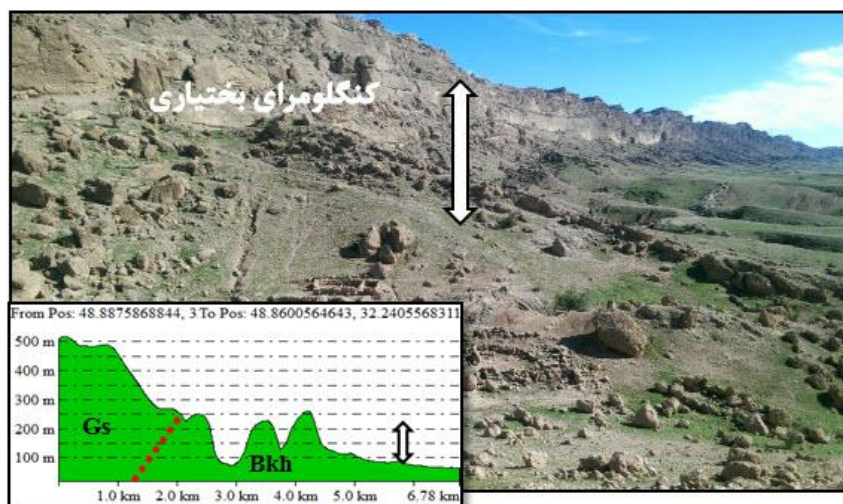 کنگلومرای بختیاری
From Pos: 48.8875868844, 3 To Pos: 48.8600564643, 32.2405568311
500 m
400 m
300 m
200 m
100 m
Gs
Bkh
1.0 km 2.0 km 3.0 km 4.0 km 5.0 km 6.78 km